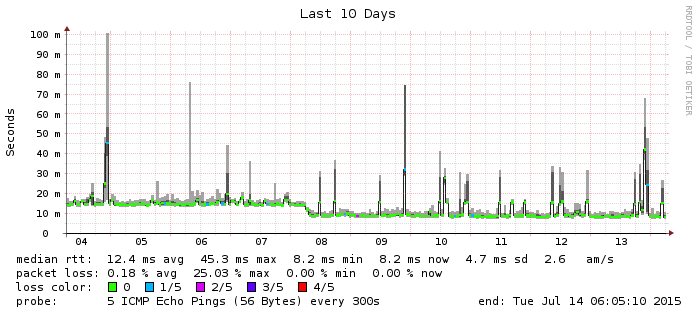 Last 10 Days
RRDTOOL / TOBI OETIKER
Seconds
100 m
90 m
80 m
70 m
60 m
50 m
40 m
30 m
20 m
10 m
0
04 05 06 07 08 09 10 11 12 13
median rtt: 12.4 ms avg 45.3 ms max 8.2 ms min 8.2 ms now 4.7 ms sd 2.6 am/s
packet loss: 0.18 % avg 25.03 % max 0.00 % min 0.00 % now
loss color: 0 1/5 2/5 3/5 4/5
probe: 5 ICMP Echo Pings (56 Bytes) every 300s end: Tue Jul 14 06:05:10 2015